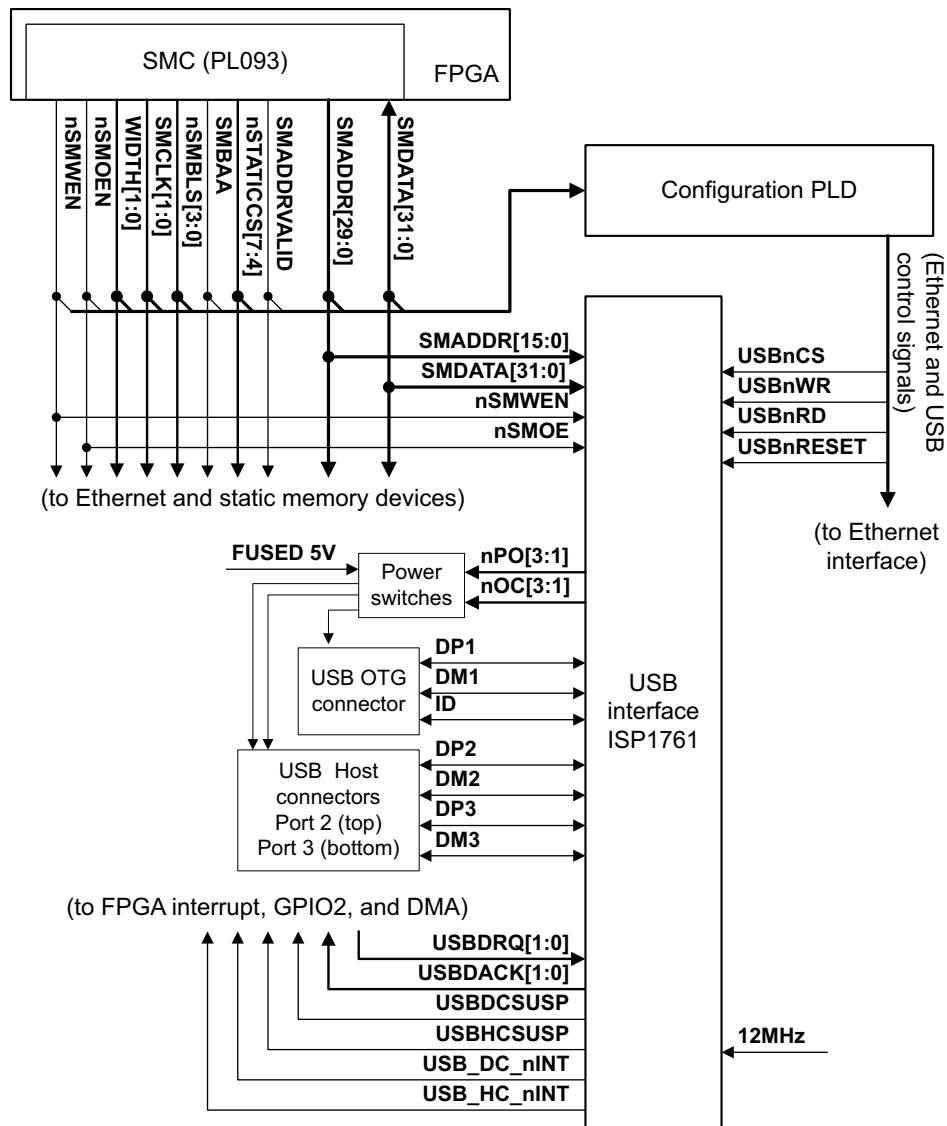 SMC (PL093)
FPGA
nSMWEN
nSMOEN
WIDTH[1:0]
SMCLK[1:0]
nSMBLS[3:0]
SMBAA
nSTATICCS[7:4]
SMADDRVALID
SMADDR[29:0]
SMDATA[31:0]
Configuration PLD
(Ethernet and USB
control signals)
SMADDR[15:0]
SMDATA[31:0]
nSMWEN
nSMOE
USBnCS
USBnWR
USBnRD
USBnRESET
(to Ethernet and static memory devices)
(to Ethernet
interface)
FUSED 5V
Power
switches
nPO[3:1]
nOC[3:1]
USB OTG
connector
DP1
DM1
ID
USB
interface
ISP1761
USB Host
connectors
Port 2 (top)
Port 3 (bottom)
DP2
DM2
DP3
DM3
(to FPGA interrupt, GPIO2, and DMA)
USBDRQ[1:0]
USBDACK[1:0]
USBDCSUSP
USBHCSUSP
USB_DC_nINT
USB_HC_nINT
12MHz